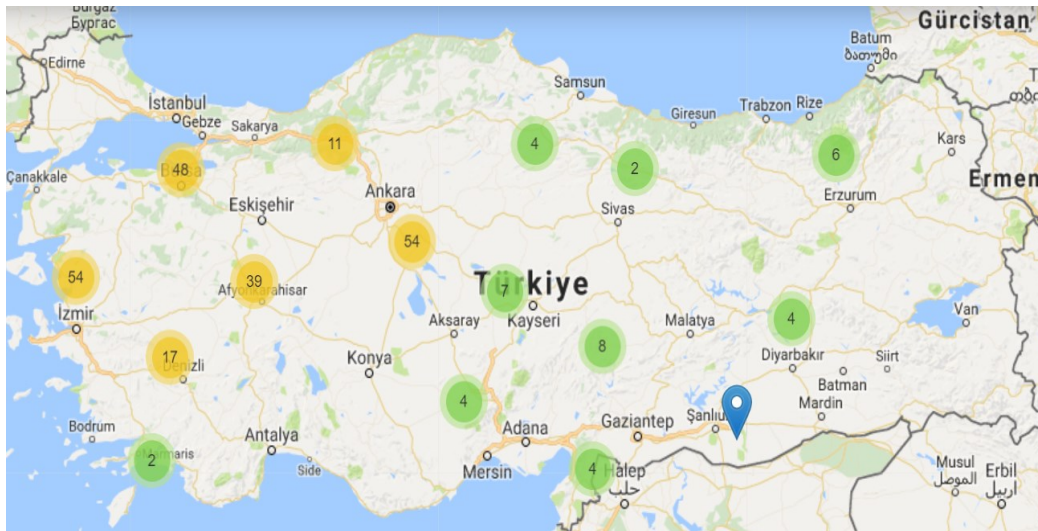 Burgaz
Бургас
Gürcistan
Batum
ბათუმი
Edirne
Samsun
İstanbul
Gebze
Sakarya
Giresun
Trabzon
Rize
11
4
Kars
48
2
6
Çanakkale
Ankara
Ermen
Eskişehir
Sivas
Erzurum
54
54
39
Türkiye
Afyonkarahisar
7
İzmir
Aksaray
Kayseri
Malatya
4
Van
17
8
Denizli
Konya
Diyarbakır
Siirt
Batman
4
Mardin
Bodrum
Antalya
Adana
Gaziantep
Marmaris
2
Side
Mersin
4
Halep
حلب
Musul
الموصل
Erbil
اربيل